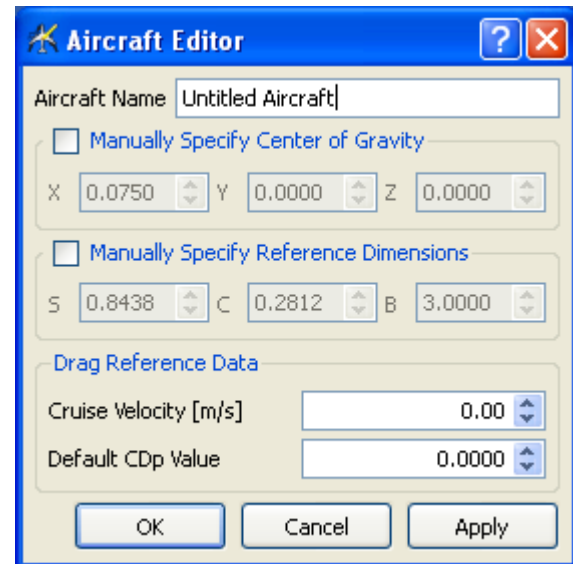 Aircraft Editor
Aircraft Name Untitled Aircraft
Manually Specify Center of Gravity
X 0.0750 Y 0.0000 Z 0.0000
Manually Specify Reference Dimensions
S 0.8438 C 0.2812 B 3.0000
Drag Reference Data
Cruise Velocity [m/s] 0.00
Default CDp Value 0.0000
OK Cancel Apply